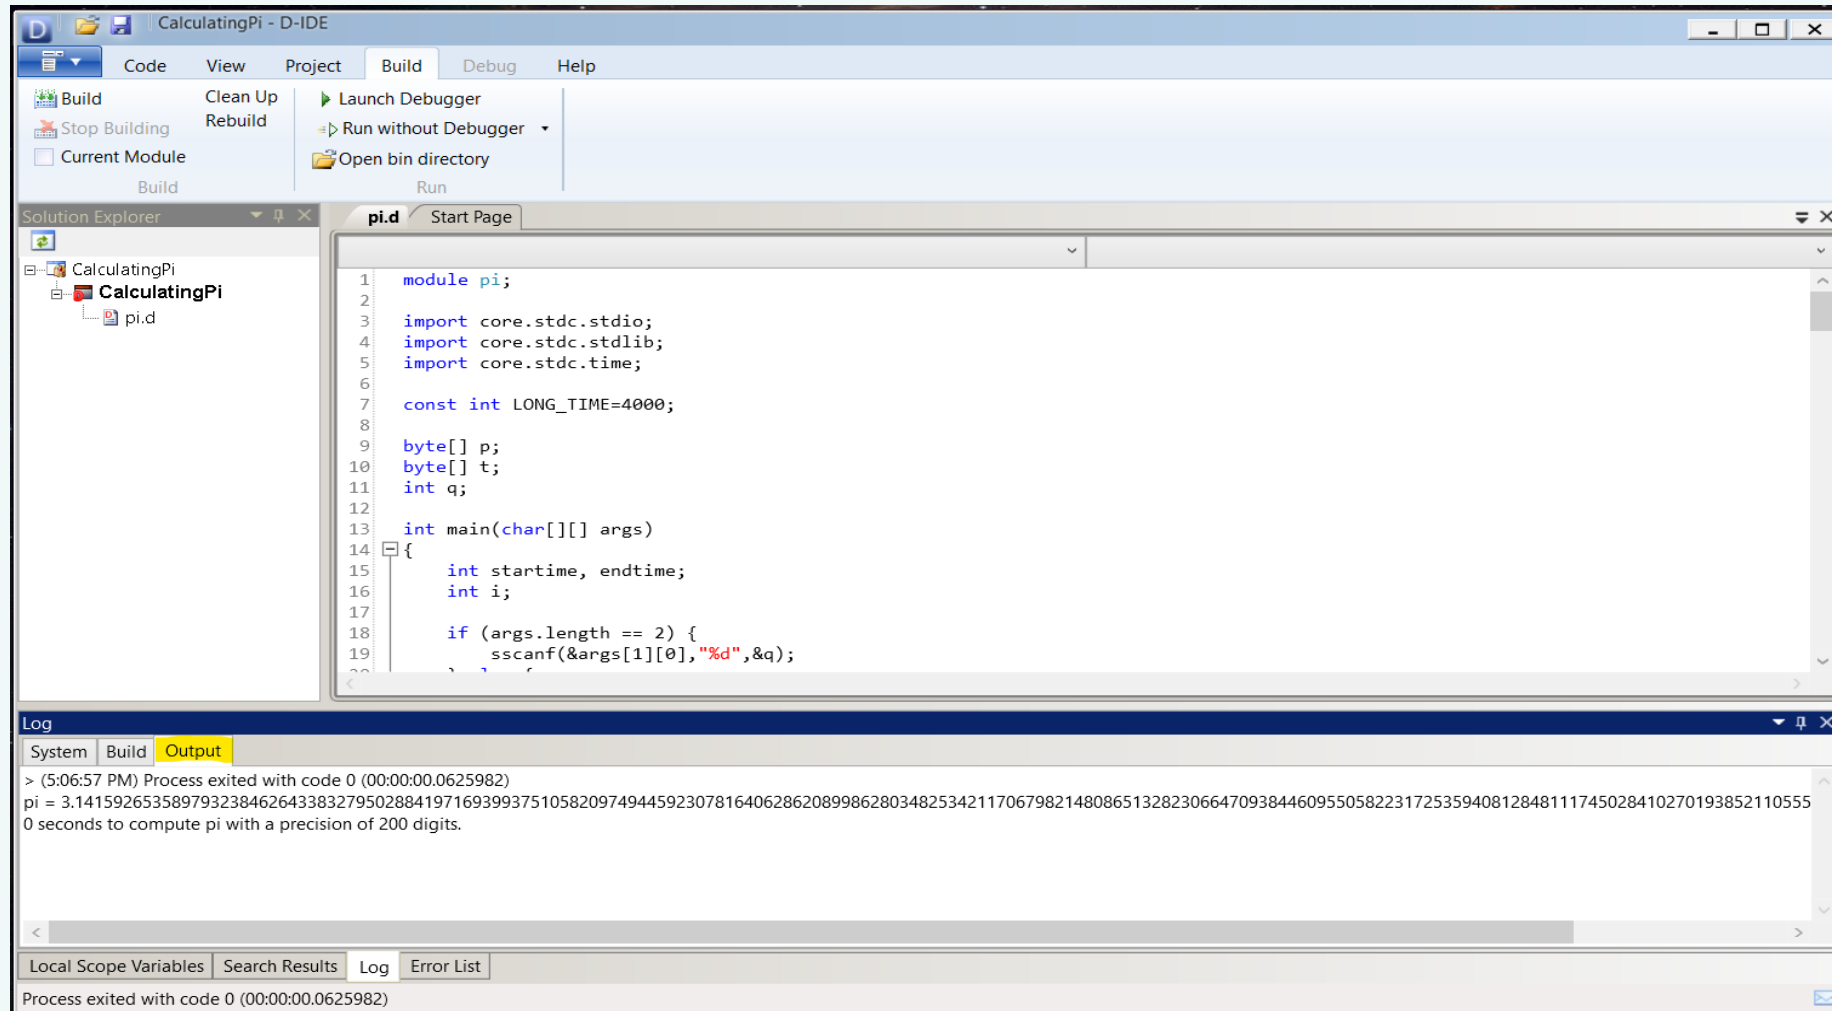 CalculatingPi - D-IDE
Code View Project Build Debug Help
Build Clean Up Launch Debugger
Stop Building Rebuild Run without Debugger
Current Module Open bin directory
Build Run
Solution Explorer
CalculatingPi
CalculatingPi
pi.d
pi.d Start Page
1 module pi;
2
3 import core.stdc.stdio;
4 import core.stdc.stdlib;
5 import core.stdc.time;
6
7 const int LONG_TIME=4000;
8
9 byte[] p;
10 byte[] t;
11 int q;
12
13 int main(char[][] args)
14 {
15 int startime, endtime;
16 int i;
17
18 if (args.length == 2) {
19 sscanf(&args[1][0],"%d",&q);
Log
System Build Output
> (5:06:57 PM) Process exited with code 0 (00:00:00.0625982)
pi = 3.14159265358979323846264338327950288419716939937510582097494459230781640628620899862803482534211706798214808651328230664709384460955058223172535940812848111745028410270193852110555
0 seconds to compute pi with a precision of 200 digits.
Local Scope Variables Search Results Log Error List
Process exited with code 0 (00:00:00.0625982)